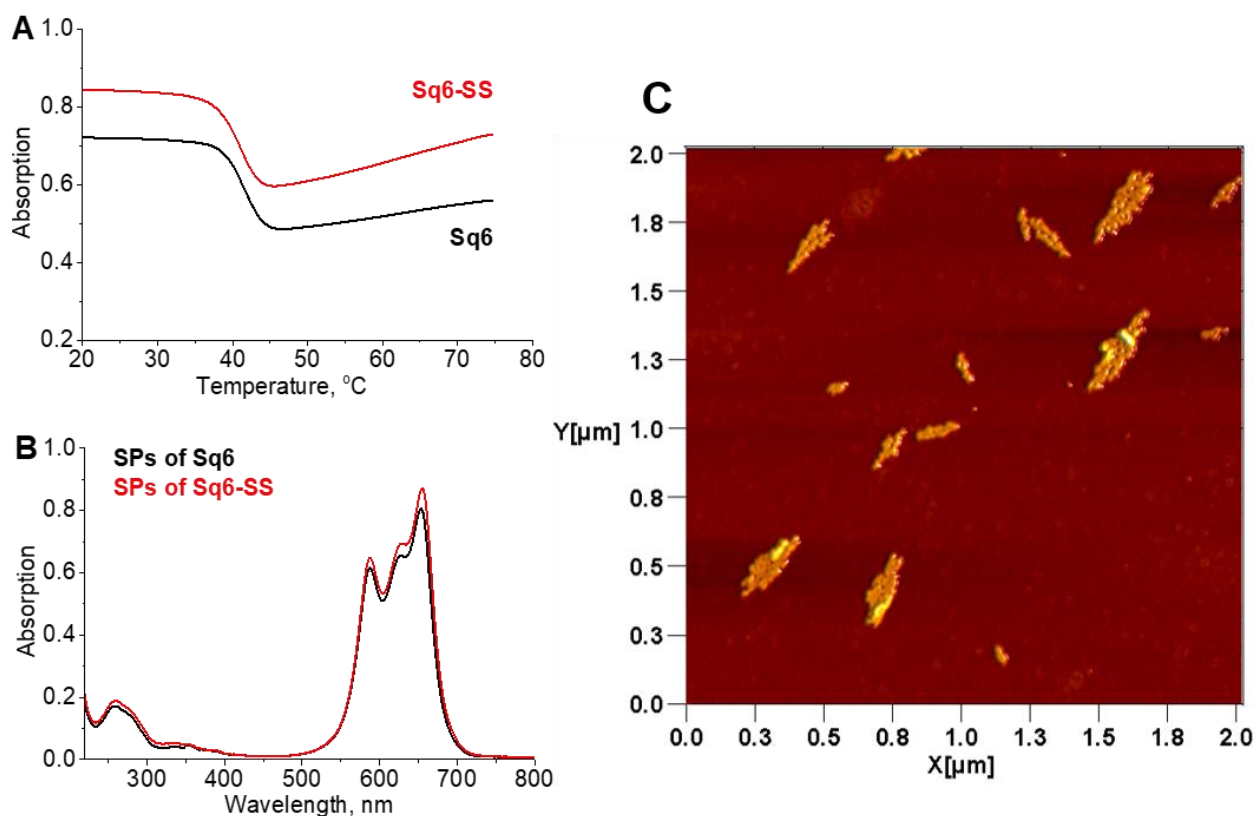 A
1.0
0.8
0.6
0.4
0.2
Absorption
Sq6-SS
Sq6
20 30 40 50 60 70 80
Temperature, °C
B
1.0
0.8
0.6
0.4
0.2
0.0
Absorption
SPs of Sq6
SPs of Sq6-SS
300 400 500 600 700 800
Wavelength, nm
C
2.0
1.8
1.5
1.3
Y[µm] 1.0
0.8
0.5
0.3
0.0
0.0 0.3 0.5 0.8 1.0 1.3 1.5 1.8 2.0
X[µm]